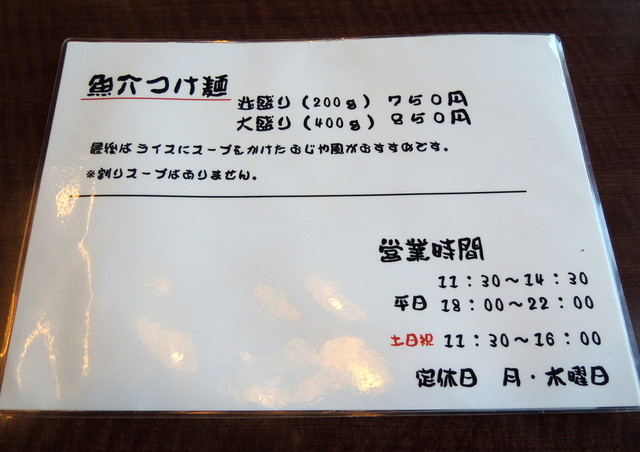 魚介つけ麺
並盛り（200g）750円
大盛り（400g）850円
最後はライスにスープをかけたおじや風がおすすめです。
※割りスープはありません。
営業時間
11：30～14：30
平日 18：00～22：00
土日祝 11：30～16：00
定休日 月・木曜日